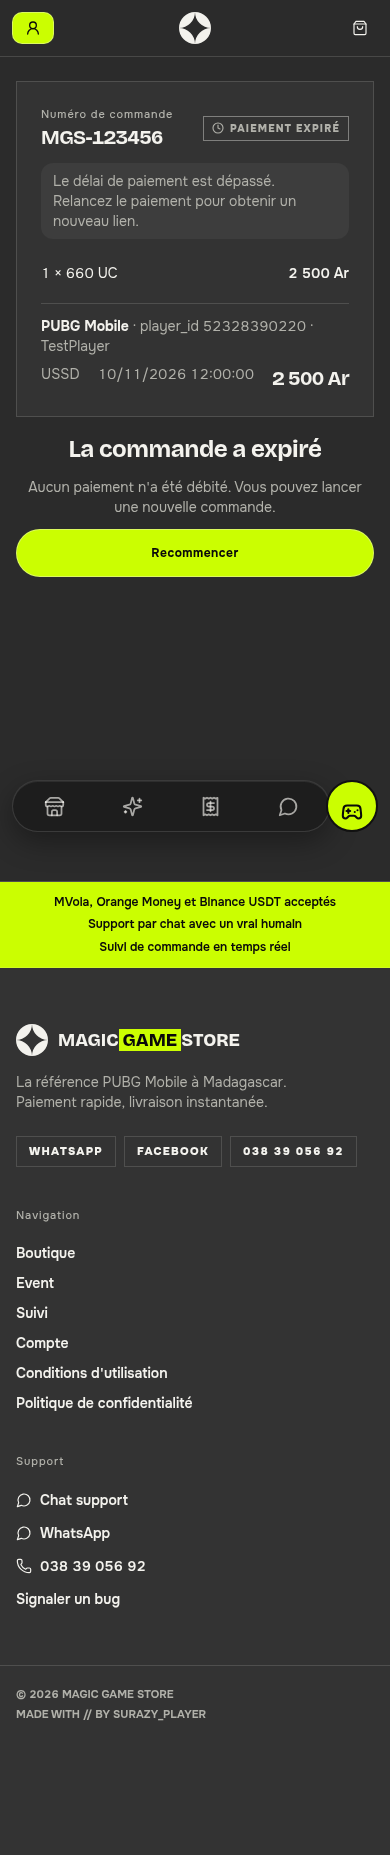 Numéro de commande
MGS-123456
PAIEMENT EXPIRÉ
Le délai de paiement est dépassé.
Relancez le paiement pour obtenir un
nouveau lien.
1 × 660 UC 2 500 Ar
PUBG Mobile · player_id 52328390220 ·
TestPlayer
USSD 10/11/2026 12:00:00 2 500 Ar
La commande a expiré
Aucun paiement n'a été débité. Vous pouvez lancer
une nouvelle commande.
Recommencer
MVola, Orange Money et Binance USDT acceptés
Support par chat avec un vrai humain
Suivi de commande en temps réel
MAGIC GAME STORE
La référence PUBG Mobile à Madagascar.
Paiement rapide, livraison instantanée.
WHATSAPP FACEBOOK 038 39 056 92
Navigation
Boutique
Event
Suivi
Compte
Conditions d'utilisation
Politique de confidentialité
Support
Chat support
WhatsApp
038 39 056 92
Signaler un bug
© 2026 MAGIC GAME STORE
MADE WITH // BY SURAZY_PLAYER